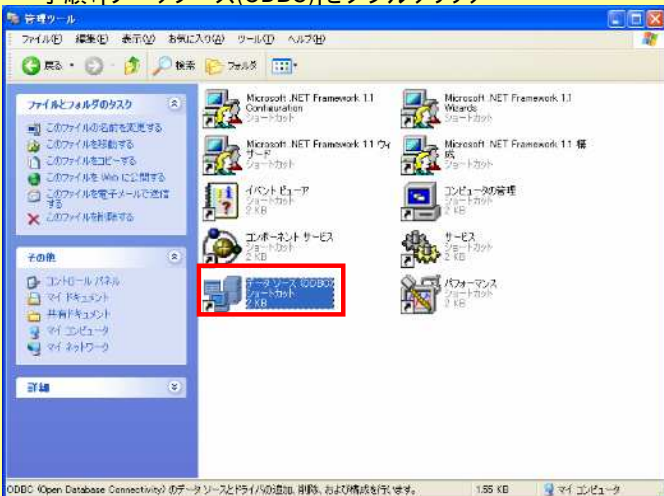 手順4「データソース(ODBC)」をダブルクリック
管理ツール
ファイル(F) 編集(E) 表示(V) お気に入り(A) ツール(T) ヘルプ(H)
戻る 検索 フォルダ
ファイルとフォルダのタスク
このファイルの名前を変更する
このファイルを移動する
このファイルをコピーする
このファイルを Web に公開する
このファイルを電子メールで送信
する
このファイルを削除する
その他
コントロール パネル
マイ ドキュメント
共有ドキュメント
マイ コンピュータ
マイ ネットワーク
詳細
Microsoft .NET Framework 1.1
Configuration
ショートカット
Microsoft .NET Framework 1.1
Wizards
ショートカット
Microsoft .NET Framework 1.1 ウィ
ザード
ショートカット
Microsoft .NET Framework 1.1 構
成
ショートカット
イベント ビューア
ショートカット
2 KB
コンピュータの管理
ショートカット
2 KB
コンポーネント サービス
ショートカット
2 KB
サービス
ショートカット
2 KB
データ ソース (ODBC)
ショートカット
2 KB
パフォーマンス
ショートカット
2 KB
ODBC (Open Database Connectivity) のデータ ソースとドライバの追加、削除、および構成を行います。 1.55 KB マイ コンピュータ